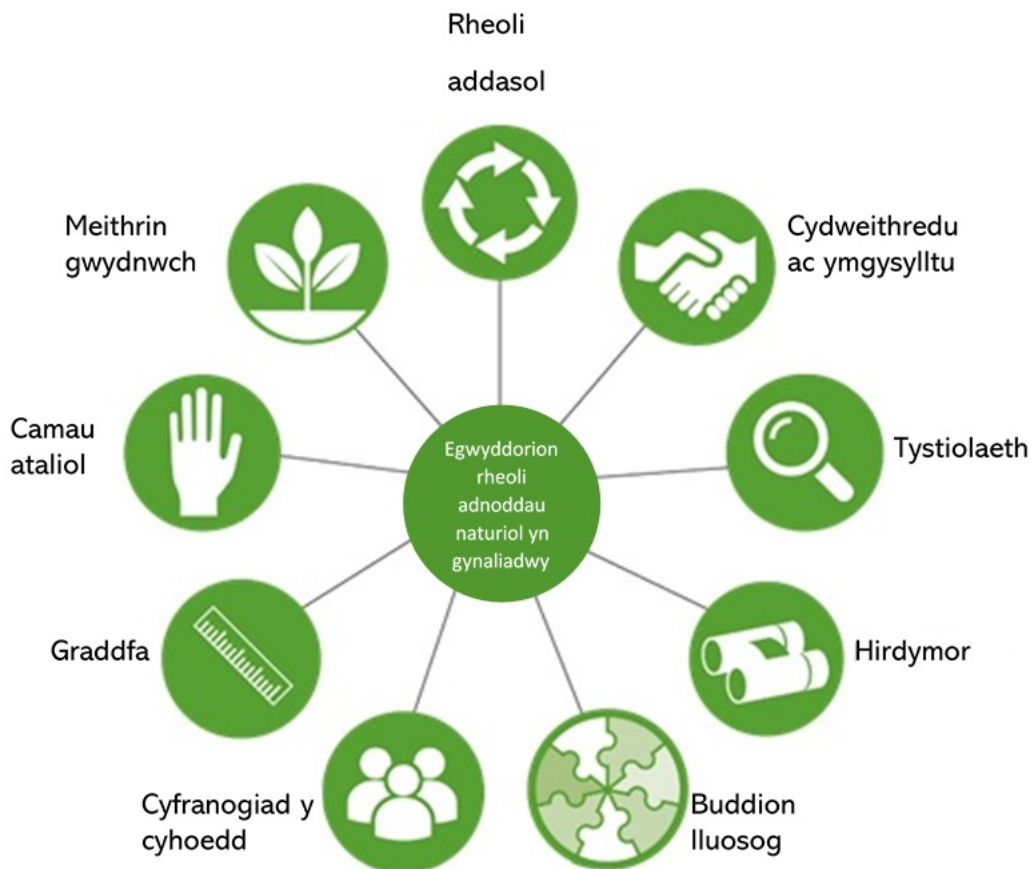 Rheoli
addasol
Meithrin
gwydnwch
Cydweithredu
ac ymgysylltu
Camau
ataliol
Egwyddorion
rheoli
adnoddau
naturiol yn
gynaliadwy
Tystiolaeth
Graddfa
Hirdymor
Cyfranogiad y
cyhoedd
Buddion
lluosog